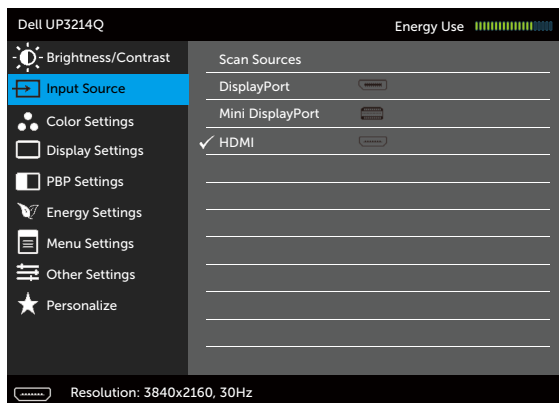 Dell UP3214Q
Energy Use
Brightness/Contrast
Input Source
Color Settings
Display Settings
PBP Settings
Energy Settings
Menu Settings
Other Settings
Personalize
Scan Sources
DisplayPort
Mini DisplayPort
HDMI
Resolution: 3840x2160, 30Hz